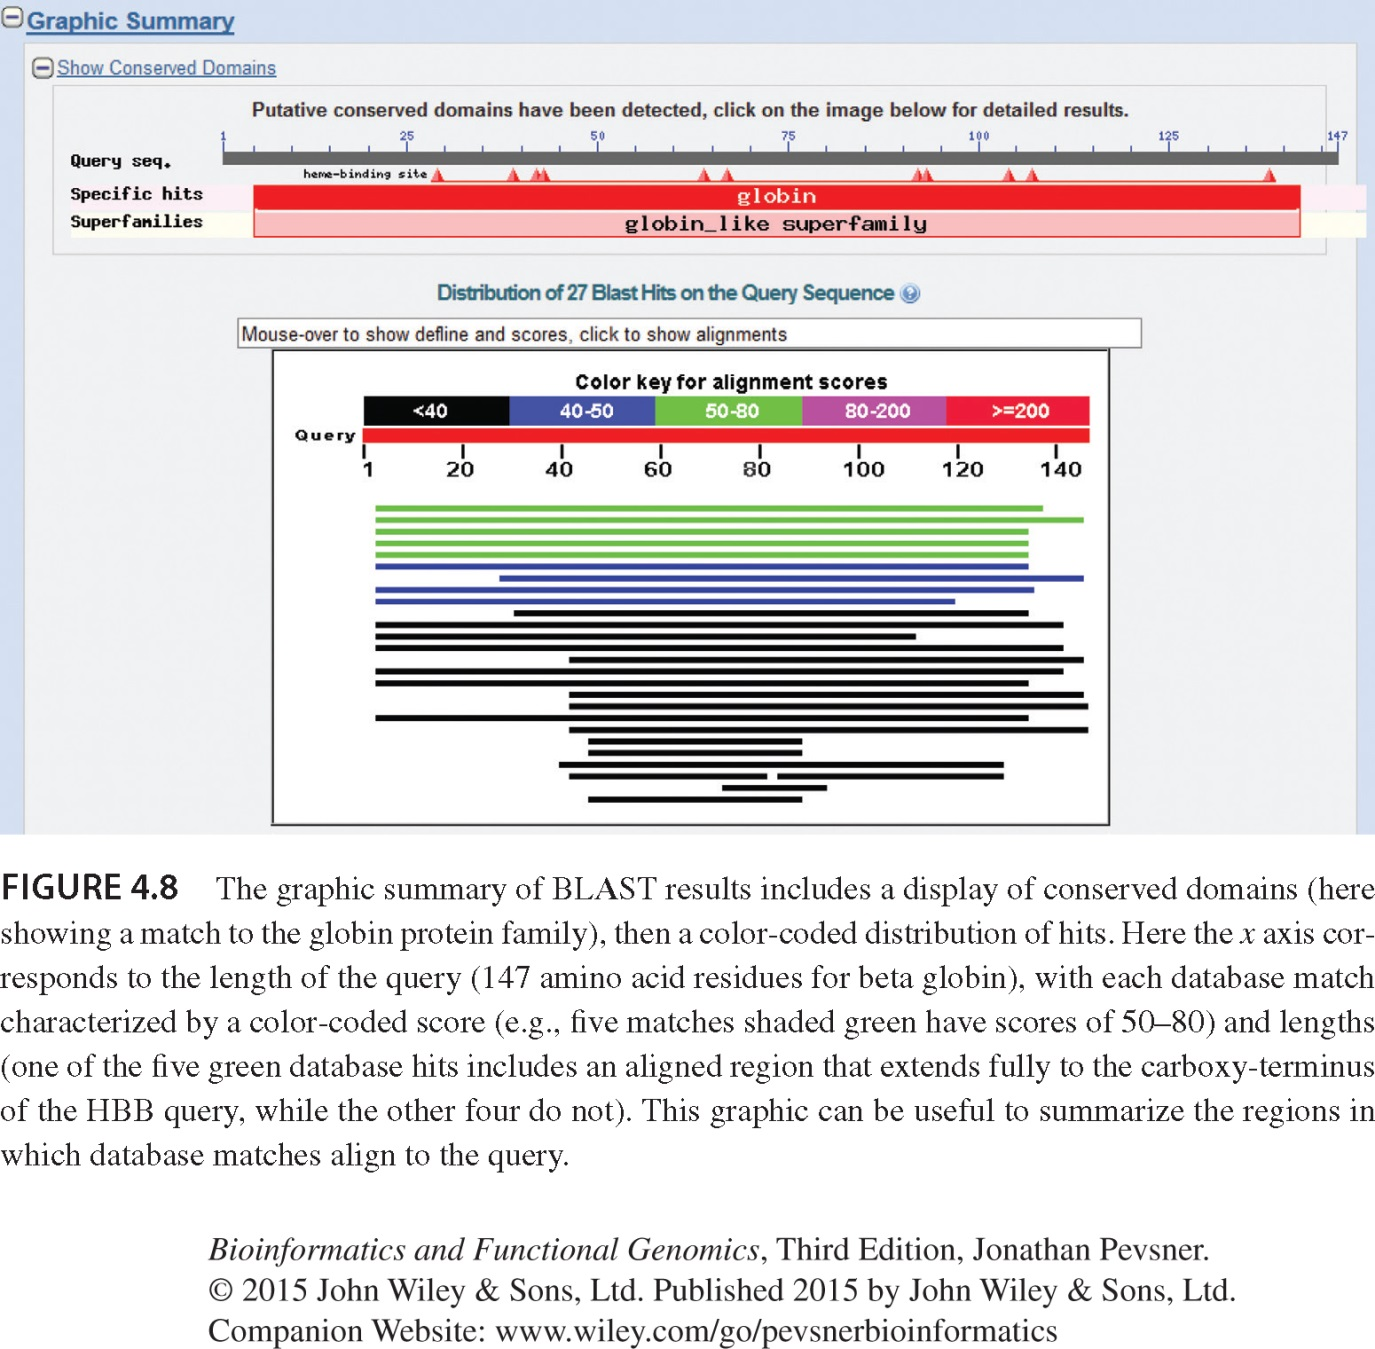 Graphic Summary
Show Conserved Domains
Putative conserved domains have been detected, click on the image below for detailed results.
1 25 50 75 100 125 147
Query seq.
heme-binding site
Specific hits globin
Superfamilies globin_like superfamily
Distribution of 27 Blast Hits on the Query Sequence ?
Mouse-over to show defline and scores, click to show alignments
Color key for alignment scores
<40 40-50 50-80 80-200 >=200
Query
1 20 40 60 80 100 120 140
FIGURE 4.8 The graphic summary of BLAST results includes a display of conserved domains (here
showing a match to the globin protein family), then a color-coded distribution of hits. Here the x axis cor-
responds to the length of the query (147 amino acid residues for beta globin), with each database match
characterized by a color-coded score (e.g., five matches shaded green have scores of 50–80) and lengths
(one of the five green database hits includes an aligned region that extends fully to the carboxy-terminus
of the HBB query, while the other four do not). This graphic can be useful to summarize the regions in
which database matches align to the query.
Bioinformatics and Functional Genomics, Third Edition, Jonathan Pevsner.
© 2015 John Wiley & Sons, Ltd. Published 2015 by John Wiley & Sons, Ltd.
Companion Website: www.wiley.com/go/pevsnerbioinformatics